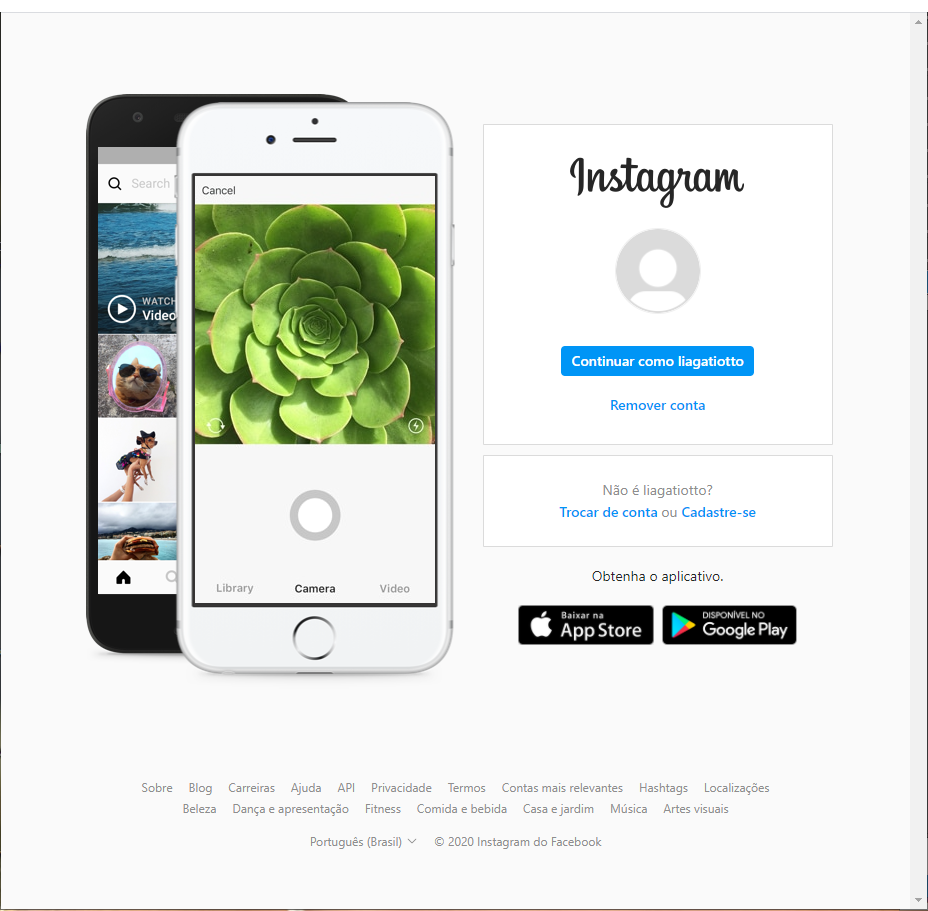 Search
WATCH
Video
Cancel
Library Camera Video
Instagram
Continuar como liagatiotto
Remover conta
Não é liagatiotto?
Trocar de conta ou Cadastre-se
Obtenha o aplicativo.
Baixar na
App Store
DISPONÍVEL NO
Google Play
Sobre Blog Carreiras Ajuda API Privacidade Termos Contas mais relevantes Hashtags Localizações
Beleza Dança e apresentação Fitness Comida e bebida Casa e jardim Música Artes visuais
Português (Brasil) © 2020 Instagram do Facebook